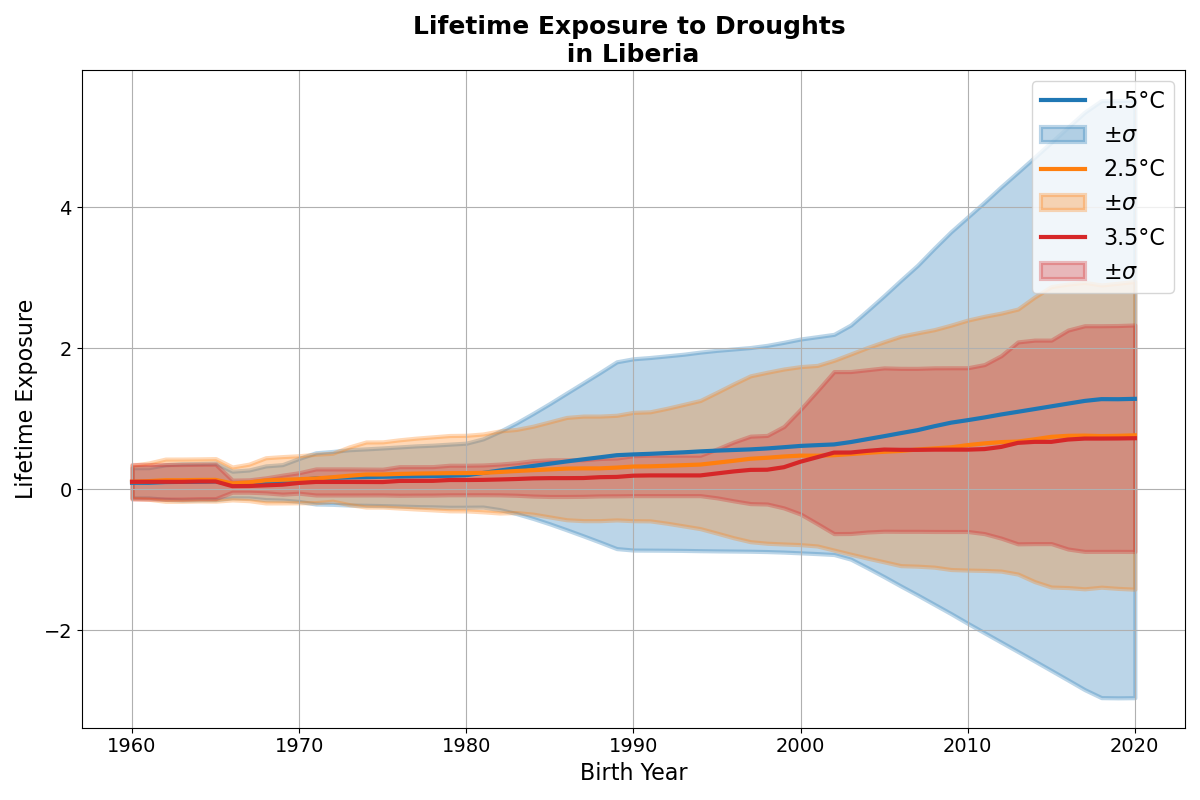 Lifetime Exposure to Droughts
in Liberia
1.5°C
±σ
2.5°C
±σ
3.5°C
±σ
Lifetime Exposure
4
2
0
−2
1960 1970 1980 1990 2000 2010 2020
Birth Year